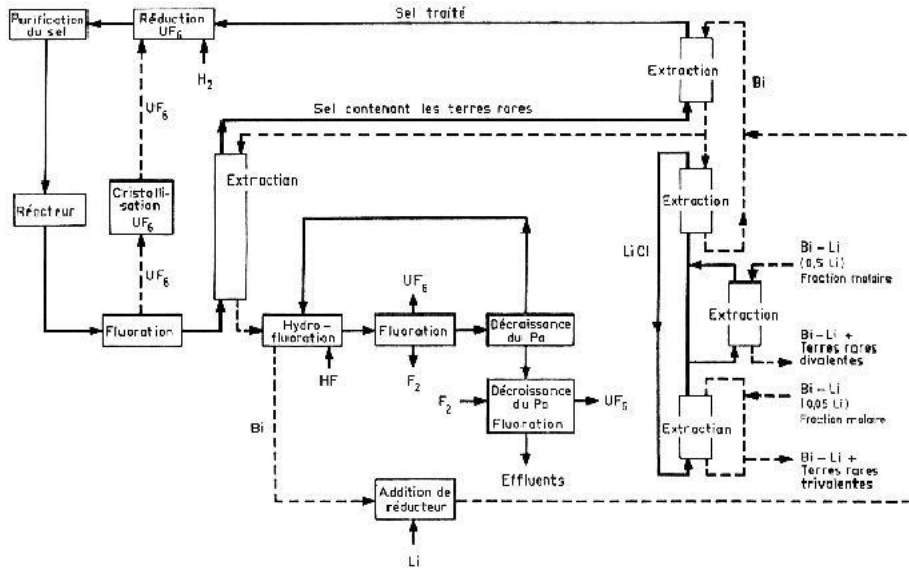 Purification
du sel
Réduction
UF6
Sel traité
H2
Extraction
Bi
UF6
Sel contenant les terres rares
Extraction
Cristalli-
sation
UF6
Réacteur
Extraction
LiCl
UF6
Bi - Li
(0,5 Li)
Fraction molaire
UF6
Fluoration
Hydro-
fluoration
Fluoration
Décroissance
du Pa
Extraction
HF
F2
Bi - Li +
Terres rares
divalentes
F2
Décroissance
du Pa
Fluoration
UF6
Bi - Li
(0,05 Li)
Fraction molaire
Bi
Extraction
Effluents
Bi - Li +
Terres rares
trivalentes
Addition de
réducteur
Li